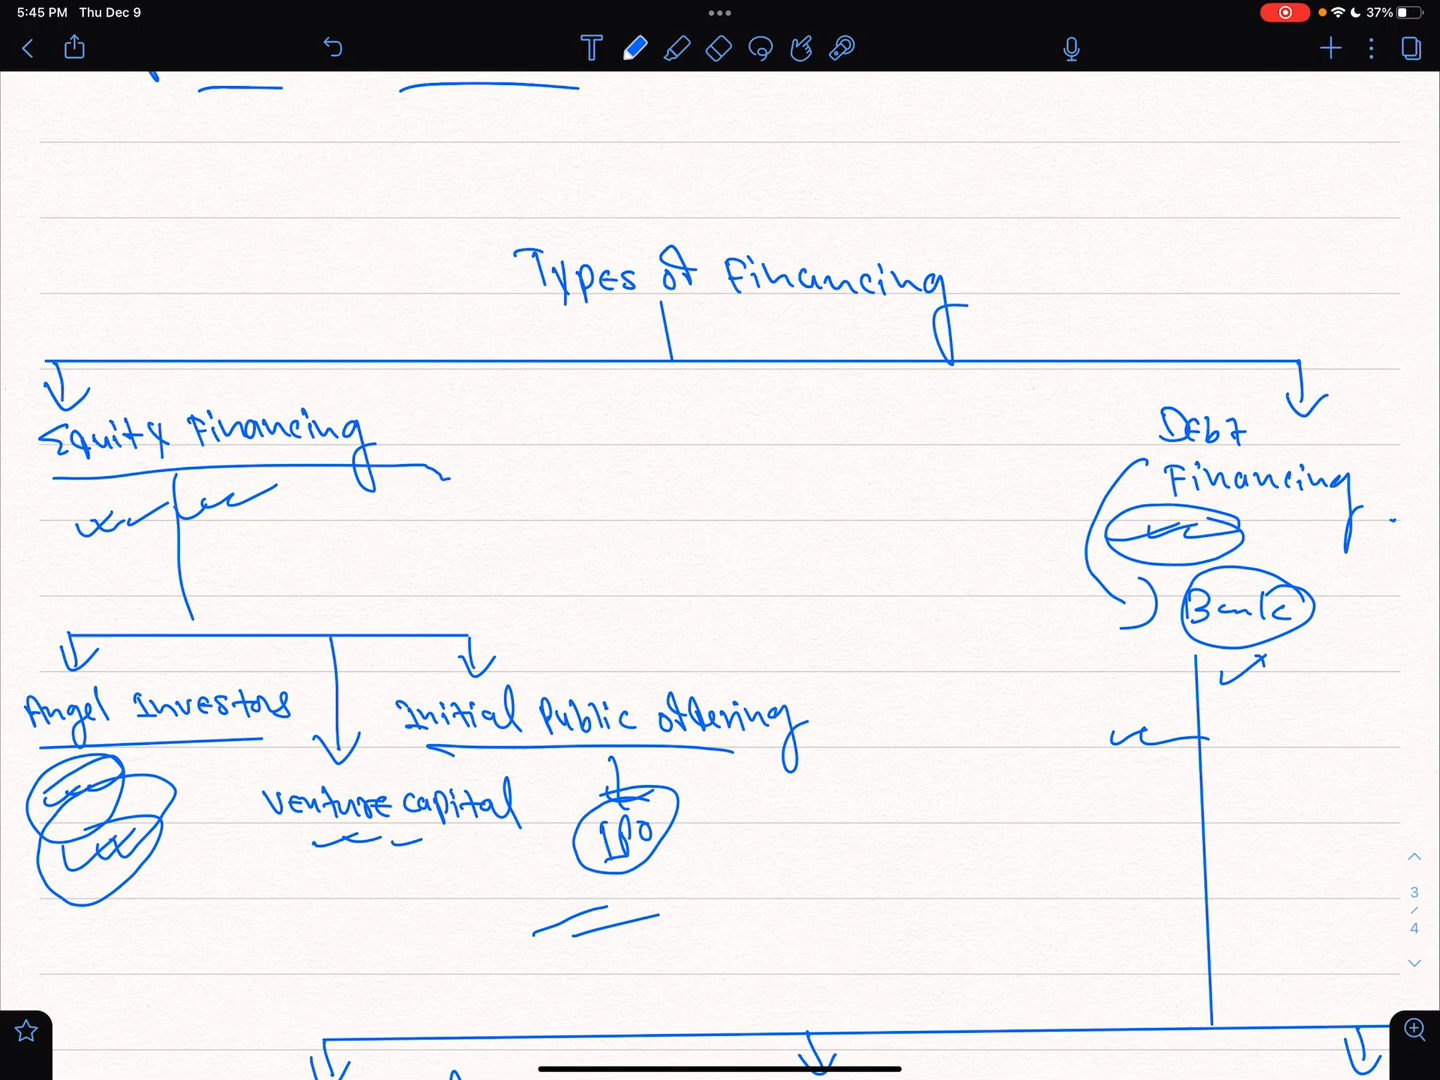 5:45 PM Thu Dec 9
37%
T
Types of Financing
Equity Financing
Debt
Financing
Bank
Angel Investors
Initial Public Offering
Venture Capital
IPO
3
/
4